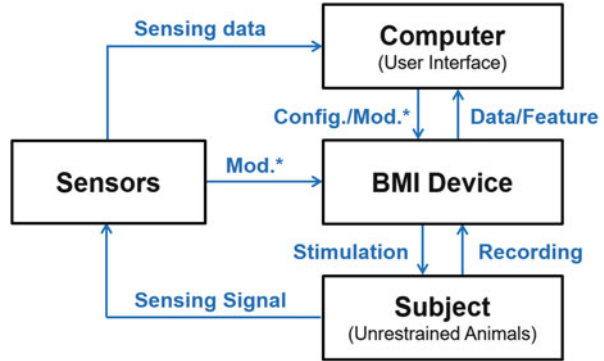 Sensing data
Computer
(User Interface)
Config./Mod.*
Data/Feature
Sensors
Mod.*
BMI Device
Stimulation
Recording
Sensing Signal
Subject
(Unrestrained Animals)